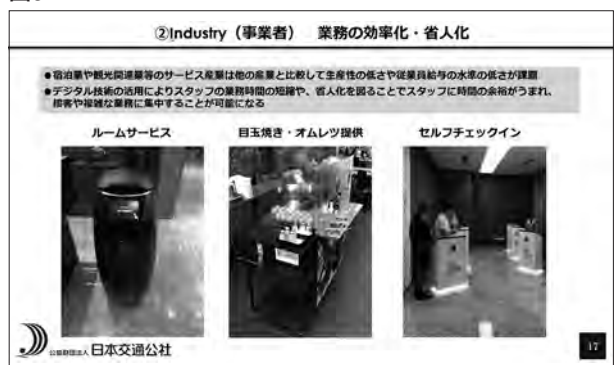 ②Industry(事業者) 業務の効率化・省人化
●宿泊業や観光関連業等のサービス産業は他の産業と比較して生産性の低さや従業員給与の水準の低さが課題
●デジタル技術の活用によりスタッフの業務時間の短縮や、省人化を図ることでスタッフに時間の余裕がうまれ、
接客や複雑な業務に集中することが可能になる
ルームサービス
目玉焼き・オムレツ提供
セルフチェックイン
公益財団法人 日本交通公社
17